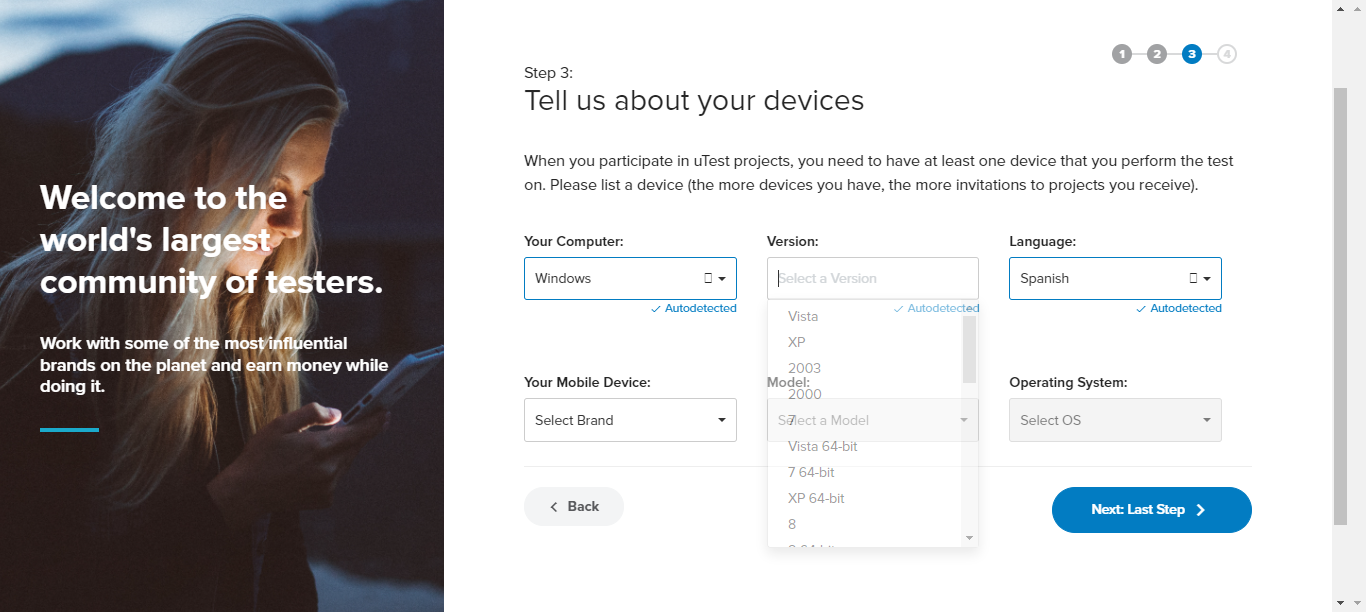 Welcome to the
world's largest
community of testers.
Work with some of the most influential
brands on the planet and earn money while
doing it.
1
2
3
4
Step 3:
Tell us about your devices
When you participate in uTest projects, you need to have at least one device that you perform the test
on. Please list a device (the more devices you have, the more invitations to projects you receive).
Your Computer:
Windows
Autodetected
Version:
Select a Version
Autodetected
Vista
XP
2003
2000
7
Vista 64-bit
7 64-bit
XP 64-bit
8
Language:
Spanish
Autodetected
Your Mobile Device:
Select Brand
Model:
Select a Model
Operating System:
Select OS
Back
Next: Last Step